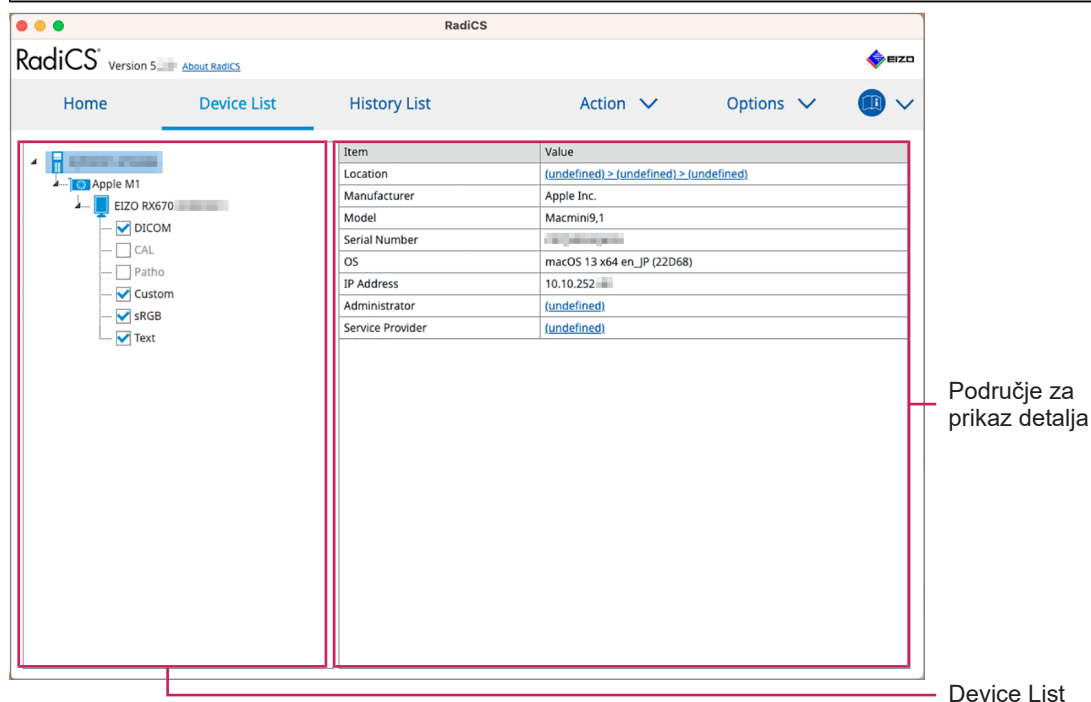 RadiCS
RadiCS Version 5. About RadiCS
EIZO
Home Device List History List Action Options
Apple M1
EIZO RX670
DICOM
CAL
Patho
Custom
sRGB
Text
Item Value
Location (undefined) > (undefined) > (undefined)
Manufacturer Apple Inc.
Model Macmini9,1
Serial Number
OS macOS 13 x64 en_JP (22D68)
IP Address 10.10.252
Administrator (undefined)
Service Provider (undefined)
Područje za
prikaz detalja
Device List